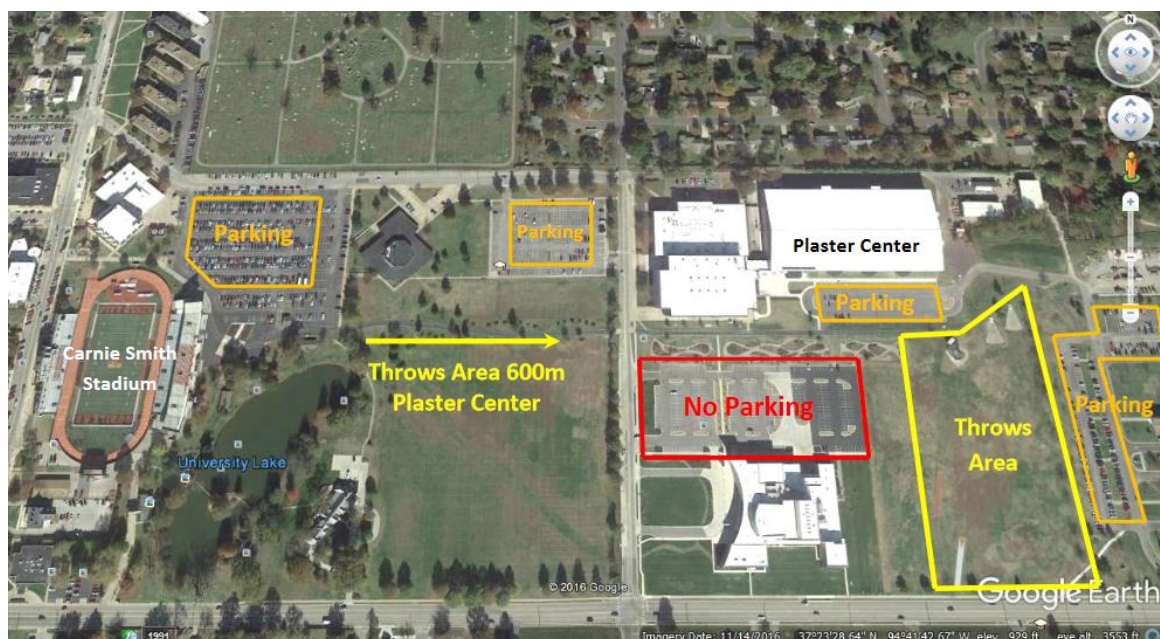 N
Parking
Parking
Plaster Center
Parking
Carnie Smith
Stadium
Throws Area 600m
Plaster Center
No Parking
Parking
Throws
Area
University Lake
© 2016 Google
Google Earth
1991
Imagery Date: 11/14/2016 37°23'28.64" N 94°41'42.67" W elev 929 ft eye alt 3553 ft